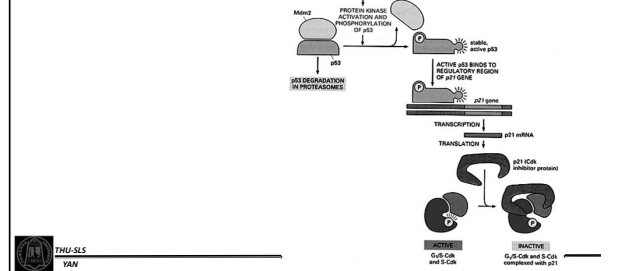 PROTEIN KINASE
ACTIVATION AND
PHOSPHORYLATION
OF p53
Mdm2
p53
P
stable,
active p53
p53 DEGRADATION
IN PROTEASOMES
ACTIVE p53 BINDS TO
REGULATORY REGION
OF p21 GENE
P
p21 gene
TRANSCRIPTION
p21 mRNA
TRANSLATION
p21 (Cdk
inhibitor protein)
P
P
ACTIVE
G₁/S-Cdk
and S-Cdk
INACTIVE
G₁/S-Cdk and S-Cdk
complexed with p21
THU-SLS
YAN